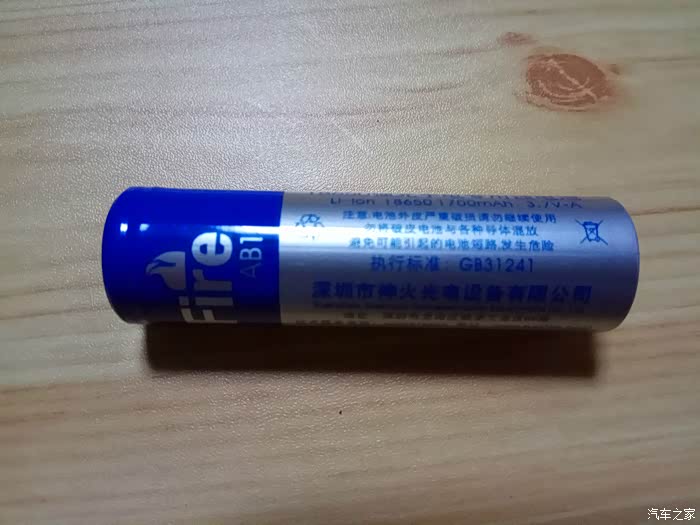 Fire
AB1
Li-ion 18650 1700mAh 3.7V-A
注意:电池外皮严重破损请勿继续使用
勿将破皮电池与各种导体混放
避免可能引起的电池短路,发生危险
执行标准: GB31241
深圳市神火光电设备有限公司
汽车之家